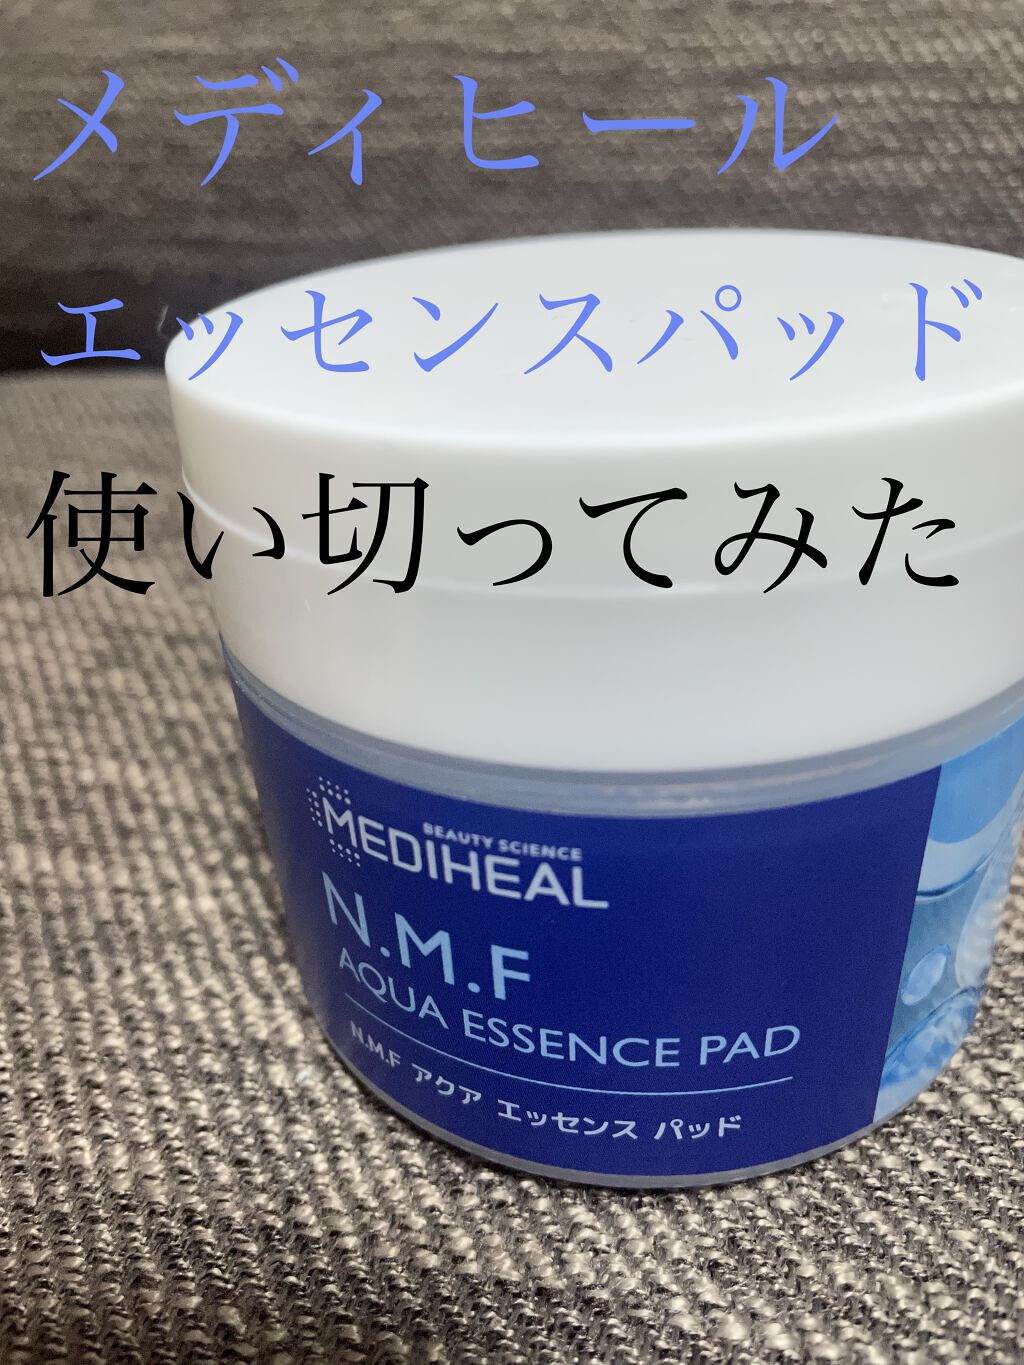 メディヒール
エッセンスパッド
使い切ってみた
BEAUTY SCIENCE
MEDIHEAL
N.M.F
AQUA ESSENCE PAD
N.M.F アクア エッセンス パッド